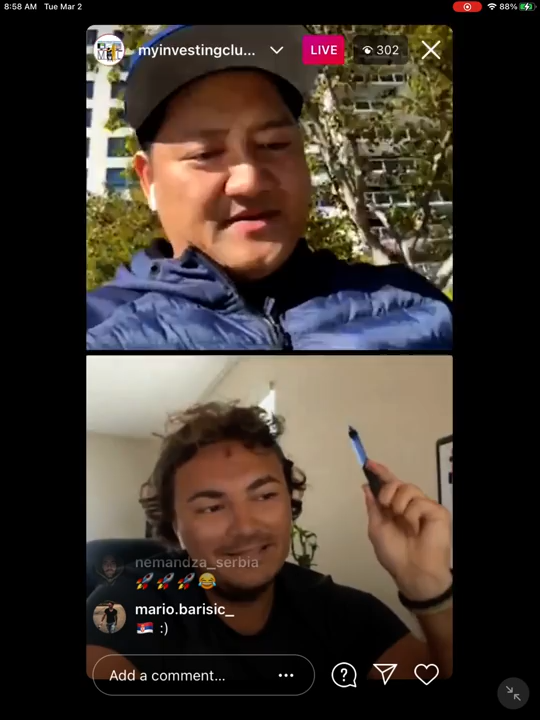 8:58 AM Tue Mar 2
88%
myinvestingclu...
LIVE
302
nemandza_serbia
🚀🚀🚀😂
mario.barisic_
🇷🇸 :)
Add a comment...